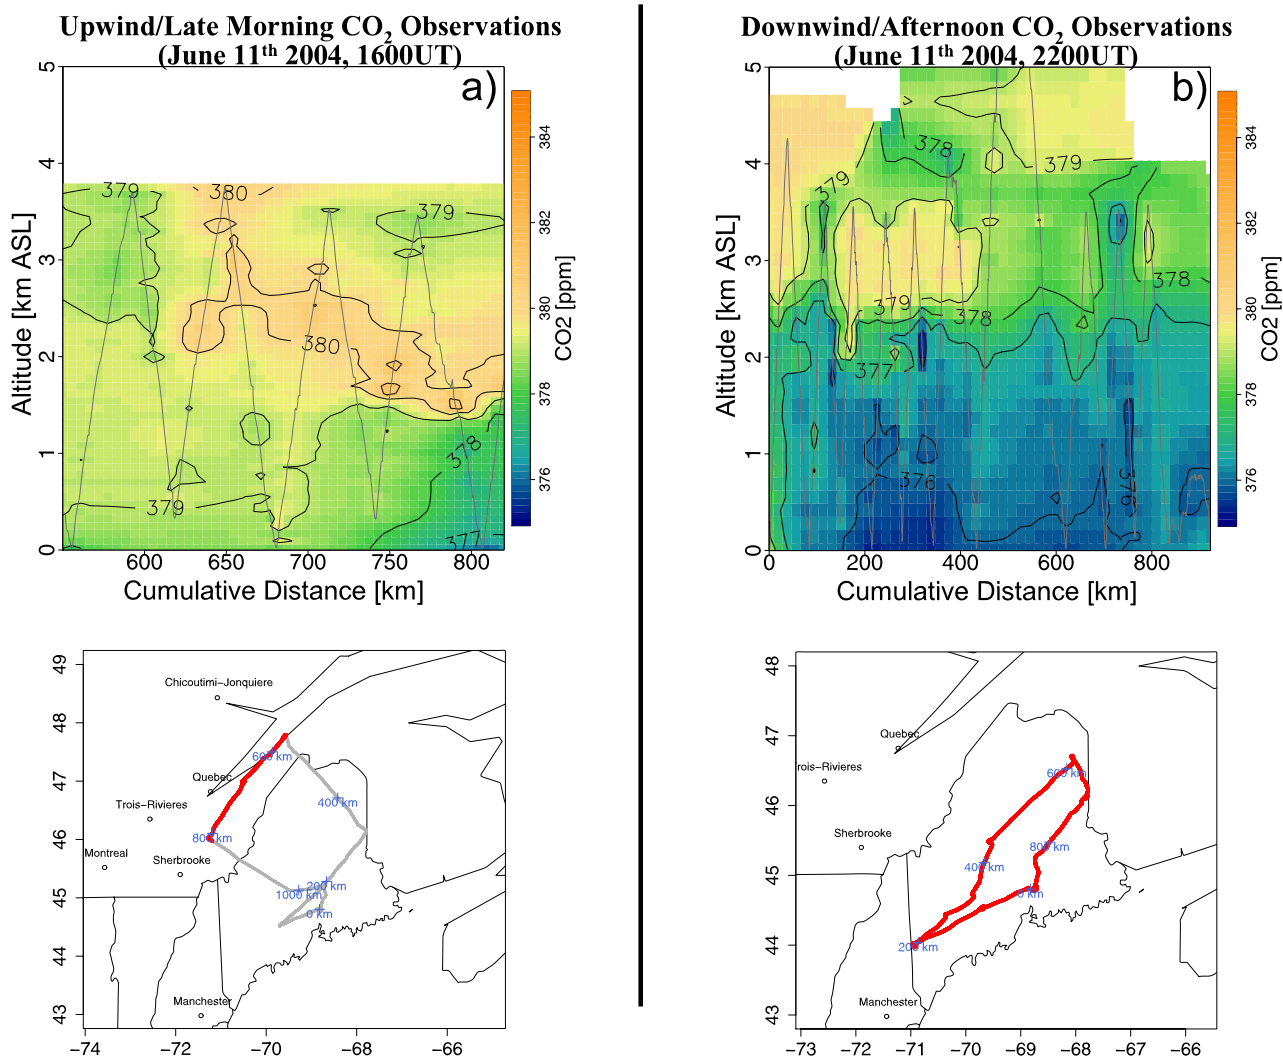 Upwind/Late Morning CO2 Observations
(June 11th 2004, 1600UT)
Downwind/Afternoon CO2 Observations
(June 11th 2004, 2200UT)
a)
5
4
3
2
1
0
Altitude [km ASL]
379
380
379
380
379
378
377
600
650
700
750
800
Cumulative Distance [km]
384
382
380
378
376
CO2 [ppm]
b)
5
4
3
2
1
0
Altitude [km ASL]
378
379
379
378
379
378
377
376
376
0
200
400
600
800
Cumulative Distance [km]
384
382
380
378
376
CO2 [ppm]
49
48
47
46
45
44
43
Chicoutimi−Jonquiere
600 km
Quebec
400 km
Trois−Rivieres
800 km
Montreal
Sherbrooke
200 km
1000 km
0 km
Manchester
−74
−72
−70
−68
−66
48
47
46
45
44
43
Quebec
rois−Rivieres
600 km
Sherbrooke
800 km
400 km
0 km
200 km
Manchester
−73
−72
−71
−70
−69
−68
−67
−66